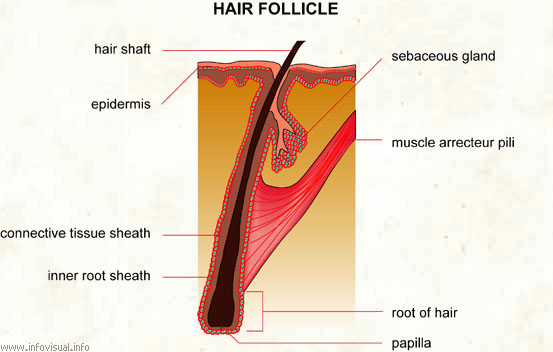 HAIR FOLLICLE
hair shaft
sebaceous gland
epidermis
muscle arrecteur pili
connective tissue sheath
inner root sheath
root of hair
papilla
www.infovisual.info